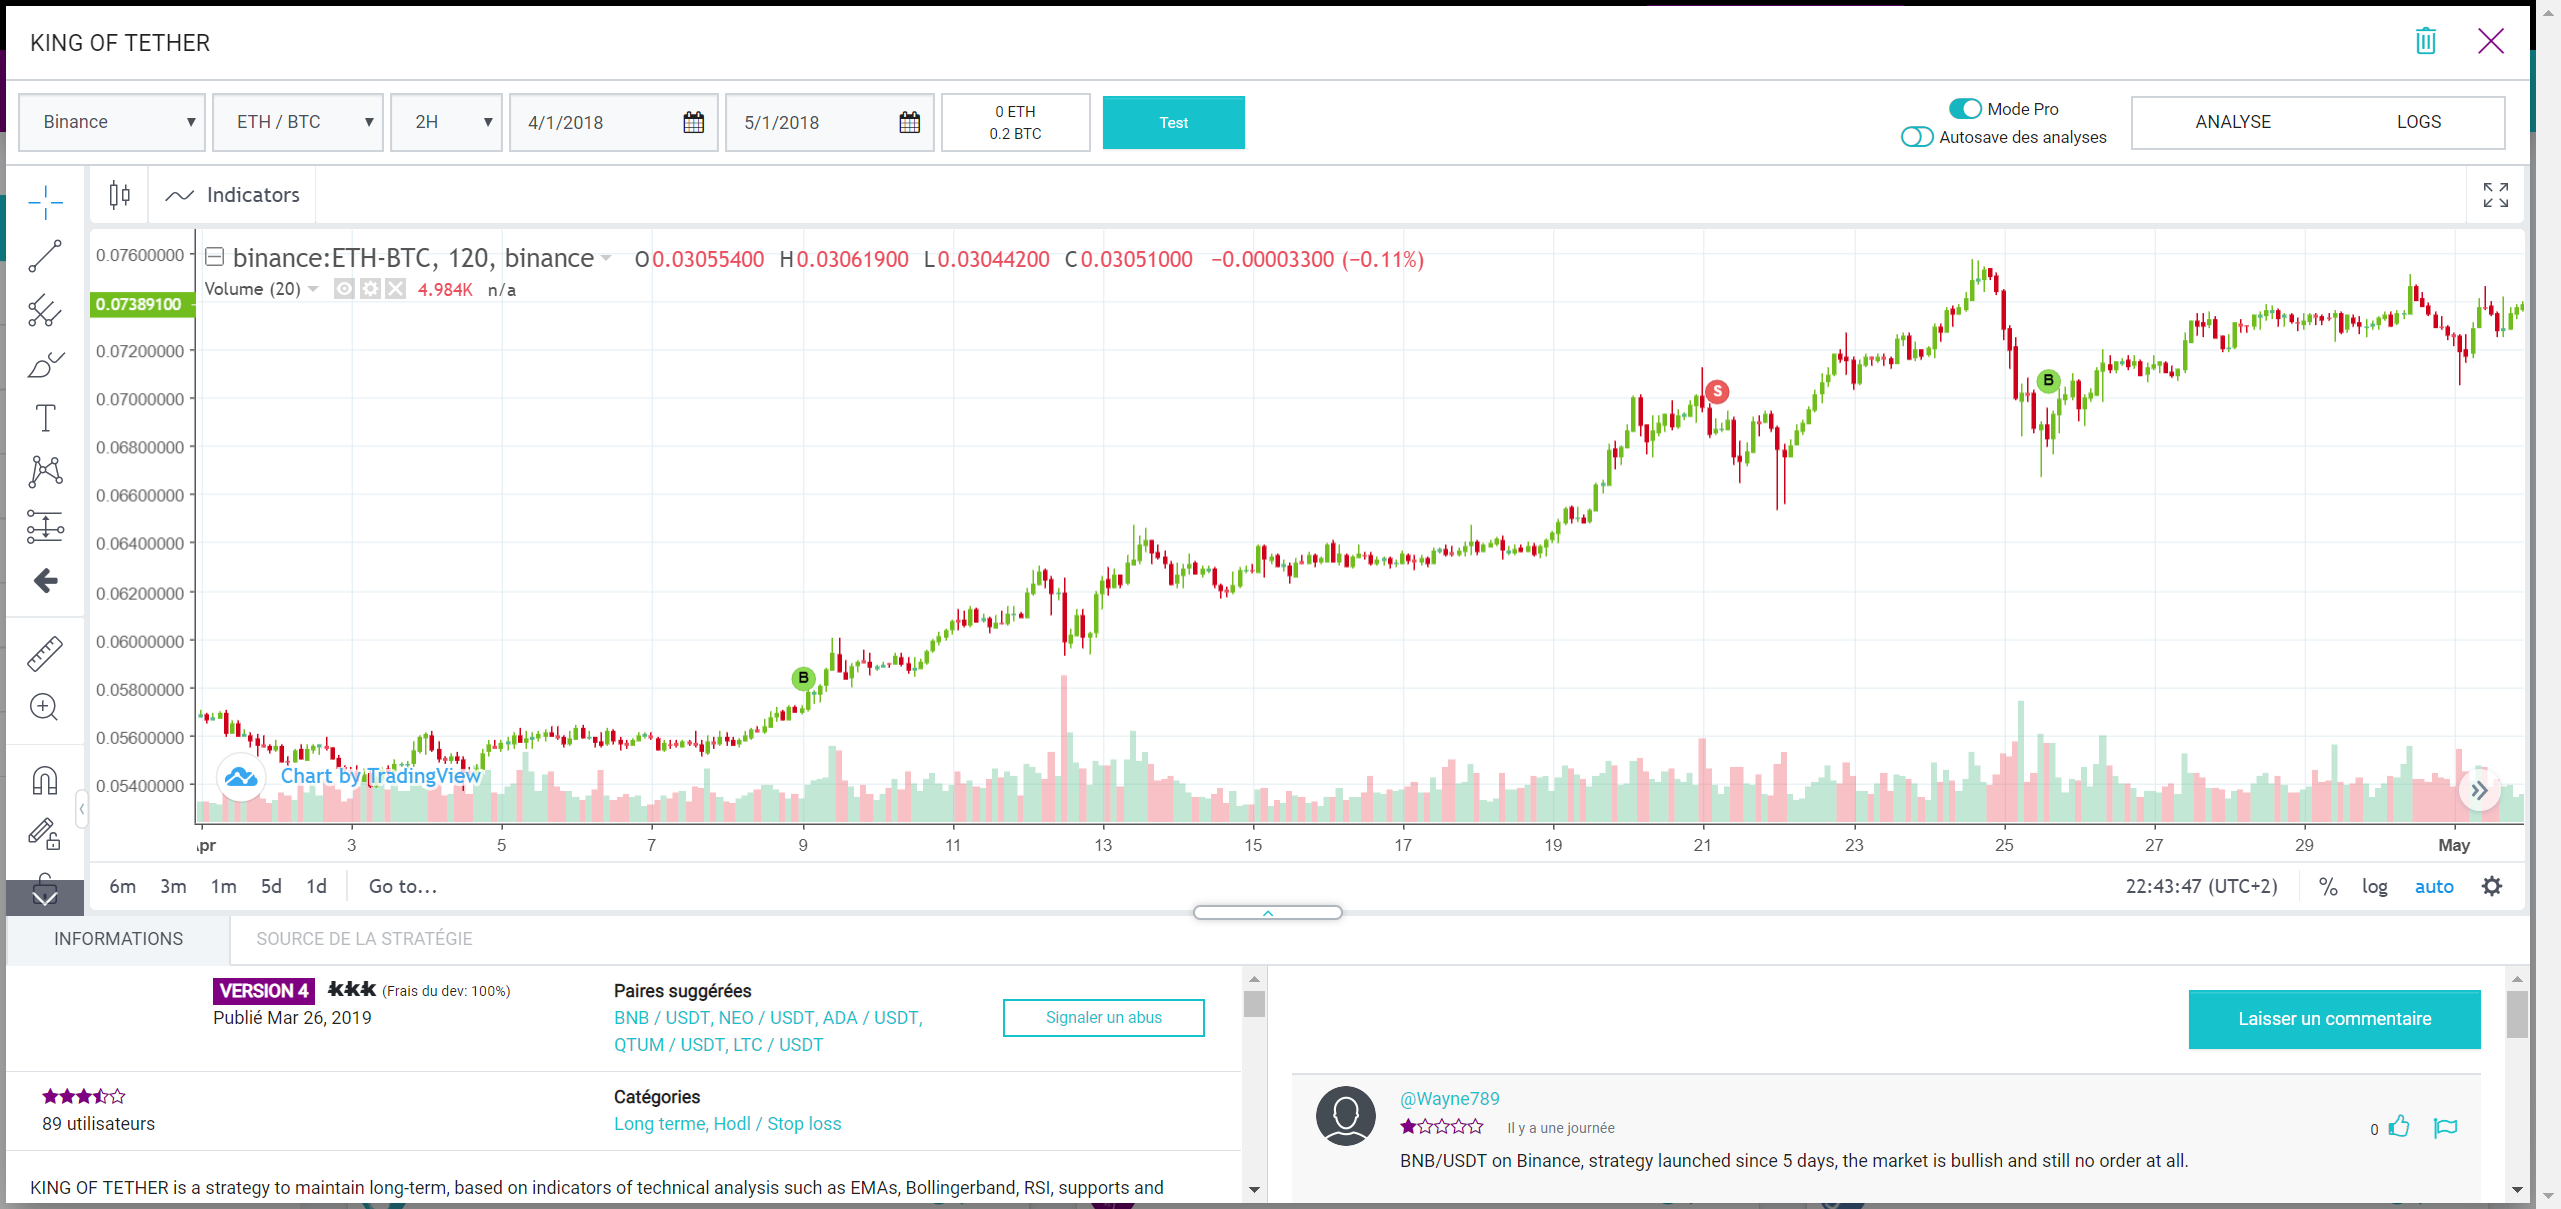 KING OF TETHER
Binance
ETH / BTC
2H
4/1/2018
5/1/2018
0 ETH
0.2 BTC
Test
Mode Pro
Autosave des analyses
ANALYSE
LOGS
Indicators
binance:ETH-BTC, 120, binance O0.03055400 H0.03061900 L0.03044200 C0.03051000 −0.00003300 (−0.11%)
Volume (20) 4.984K n/a
0.07600000
0.07389100
0.07200000
0.07000000
0.06800000
0.06600000
0.06400000
0.06200000
0.06000000
0.05800000
0.05600000
0.05400000
B
S
B
Chart by TradingView
pr 3 5 7 9 11 13 15 17 19 21 23 25 27 29 May
6m 3m 1m 5d 1d Go to...
22:43:47 (UTC+2) % log auto
INFORMATIONS
SOURCE DE LA STRATÉGIE
VERSION 4 (Frais du dev: 100%)
Publié Mar 26, 2019
Paires suggérées
BNB / USDT, NEO / USDT, ADA / USDT,
QTUM / USDT, LTC / USDT
Signaler un abus
89 utilisateurs
Catégories
Long terme, Hodl / Stop loss
KING OF TETHER is a strategy to maintain long-term, based on indicators of technical analysis such as EMAs, Bollingerband, RSI, supports and
Laisser un commentaire
@Wayne789
Il y a une journée
0
BNB/USDT on Binance, strategy launched since 5 days, the market is bullish and still no order at all.